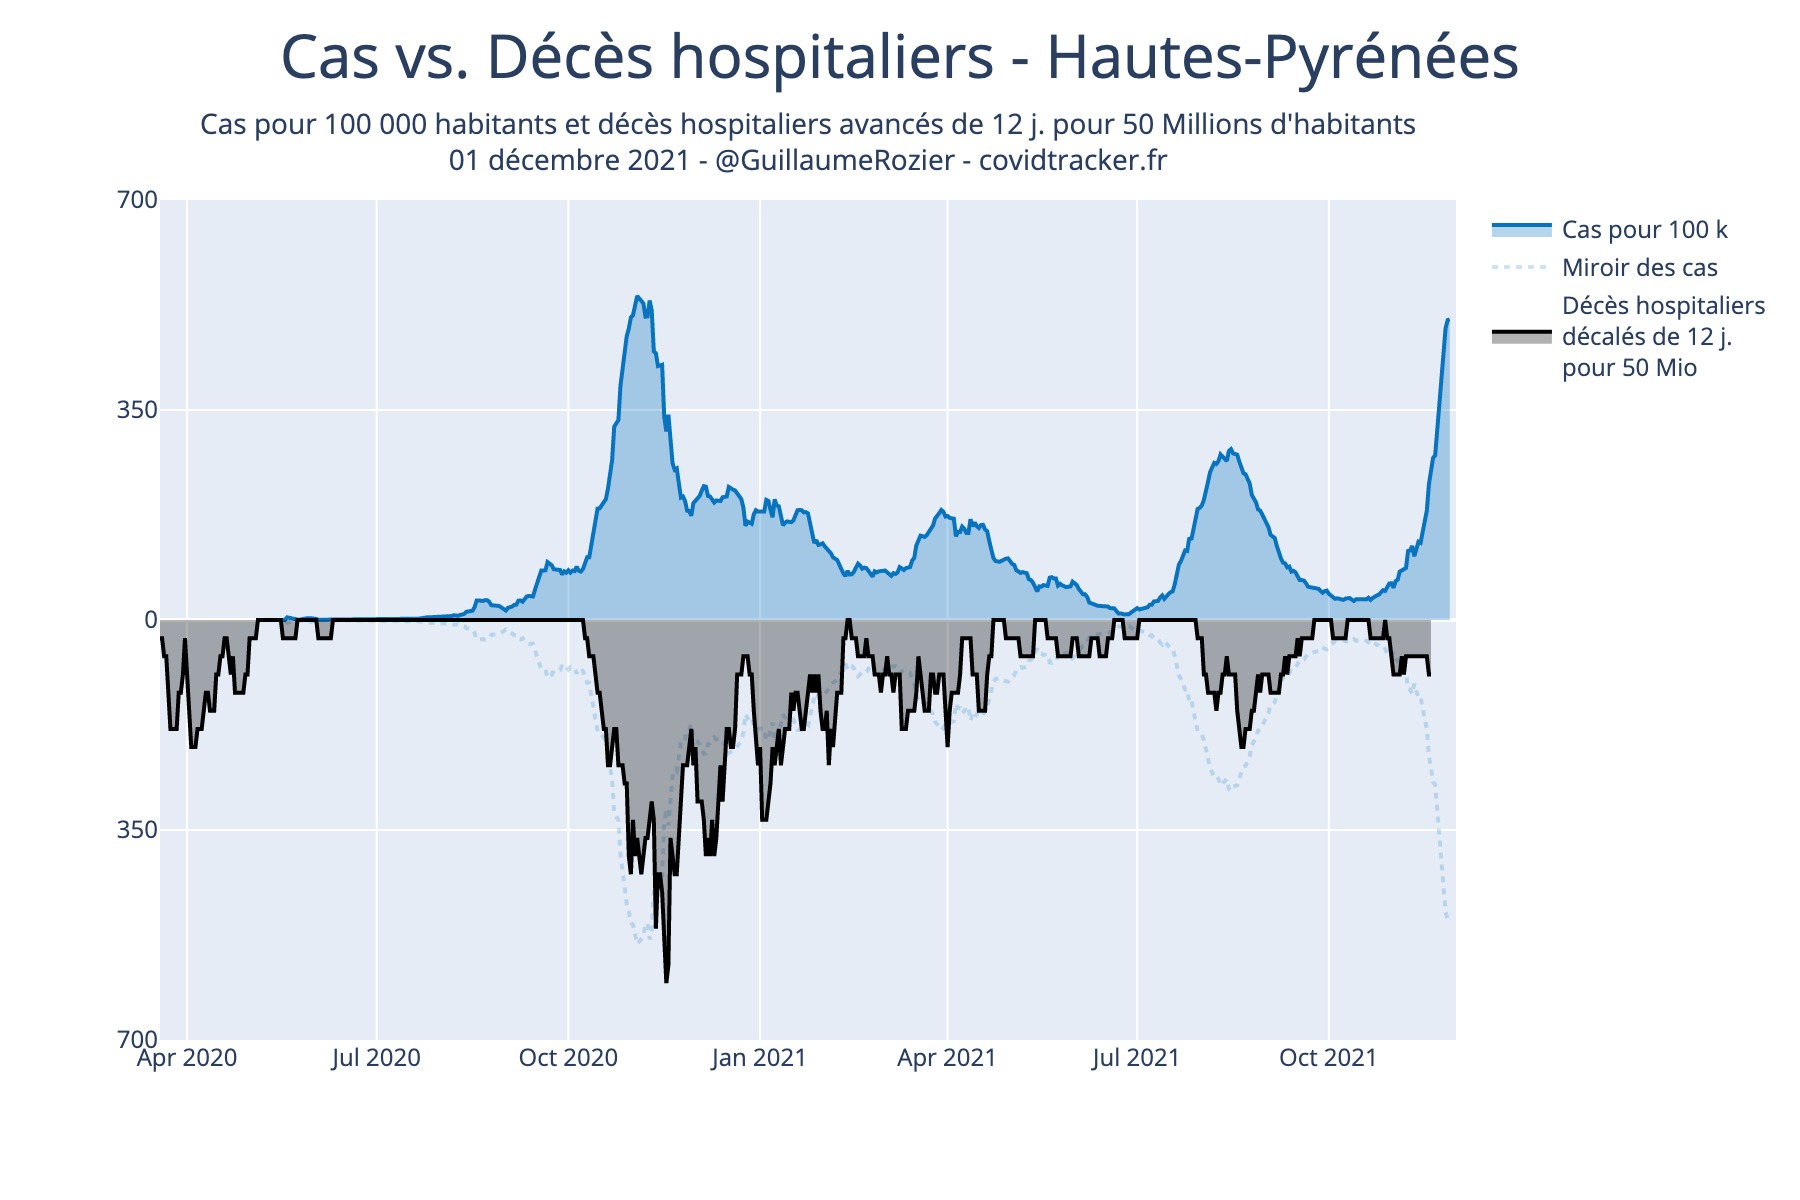 Cas vs. Décès hospitaliers - Hautes-Pyrénées
Cas pour 100 000 habitants et décès hospitaliers avancés de 12 j. pour 50 Millions d'habitants
01 décembre 2021 - @GuillaumeRozier - covidtracker.fr
700
350
0
350
700
Apr 2020
Jul 2020
Oct 2020
Jan 2021
Apr 2021
Jul 2021
Oct 2021
Cas pour 100 k
Miroir des cas
Décès hospitaliers
décalés de 12 j.
pour 50 Mio